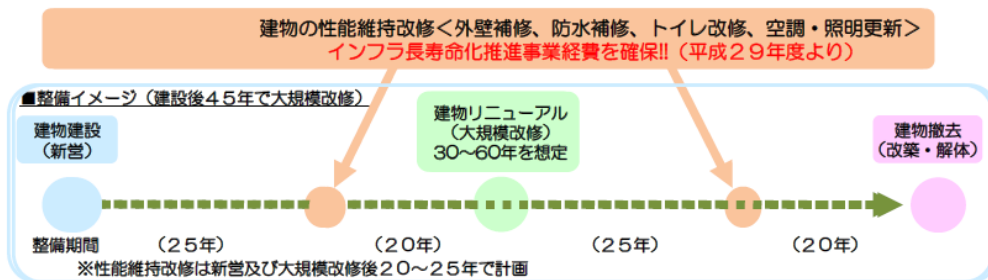 建物の性能維持改修<外壁補修、防水補修、トイレ改修、空調・照明更新>
インフラ長寿命化推進事業経費を確保!!(平成29年度より)
■整備イメージ(建設後45年で大規模改修)
建物建設
(新営)
建物リニューアル
(大規模改修)
30~60年を想定
建物撤去
(改築・解体)
整備期間 (25年) (20年) (25年) (20年)
※性能維持改修は新営及び大規模改修後20~25年で計画